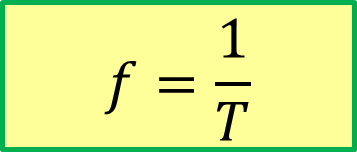 f = 1/T